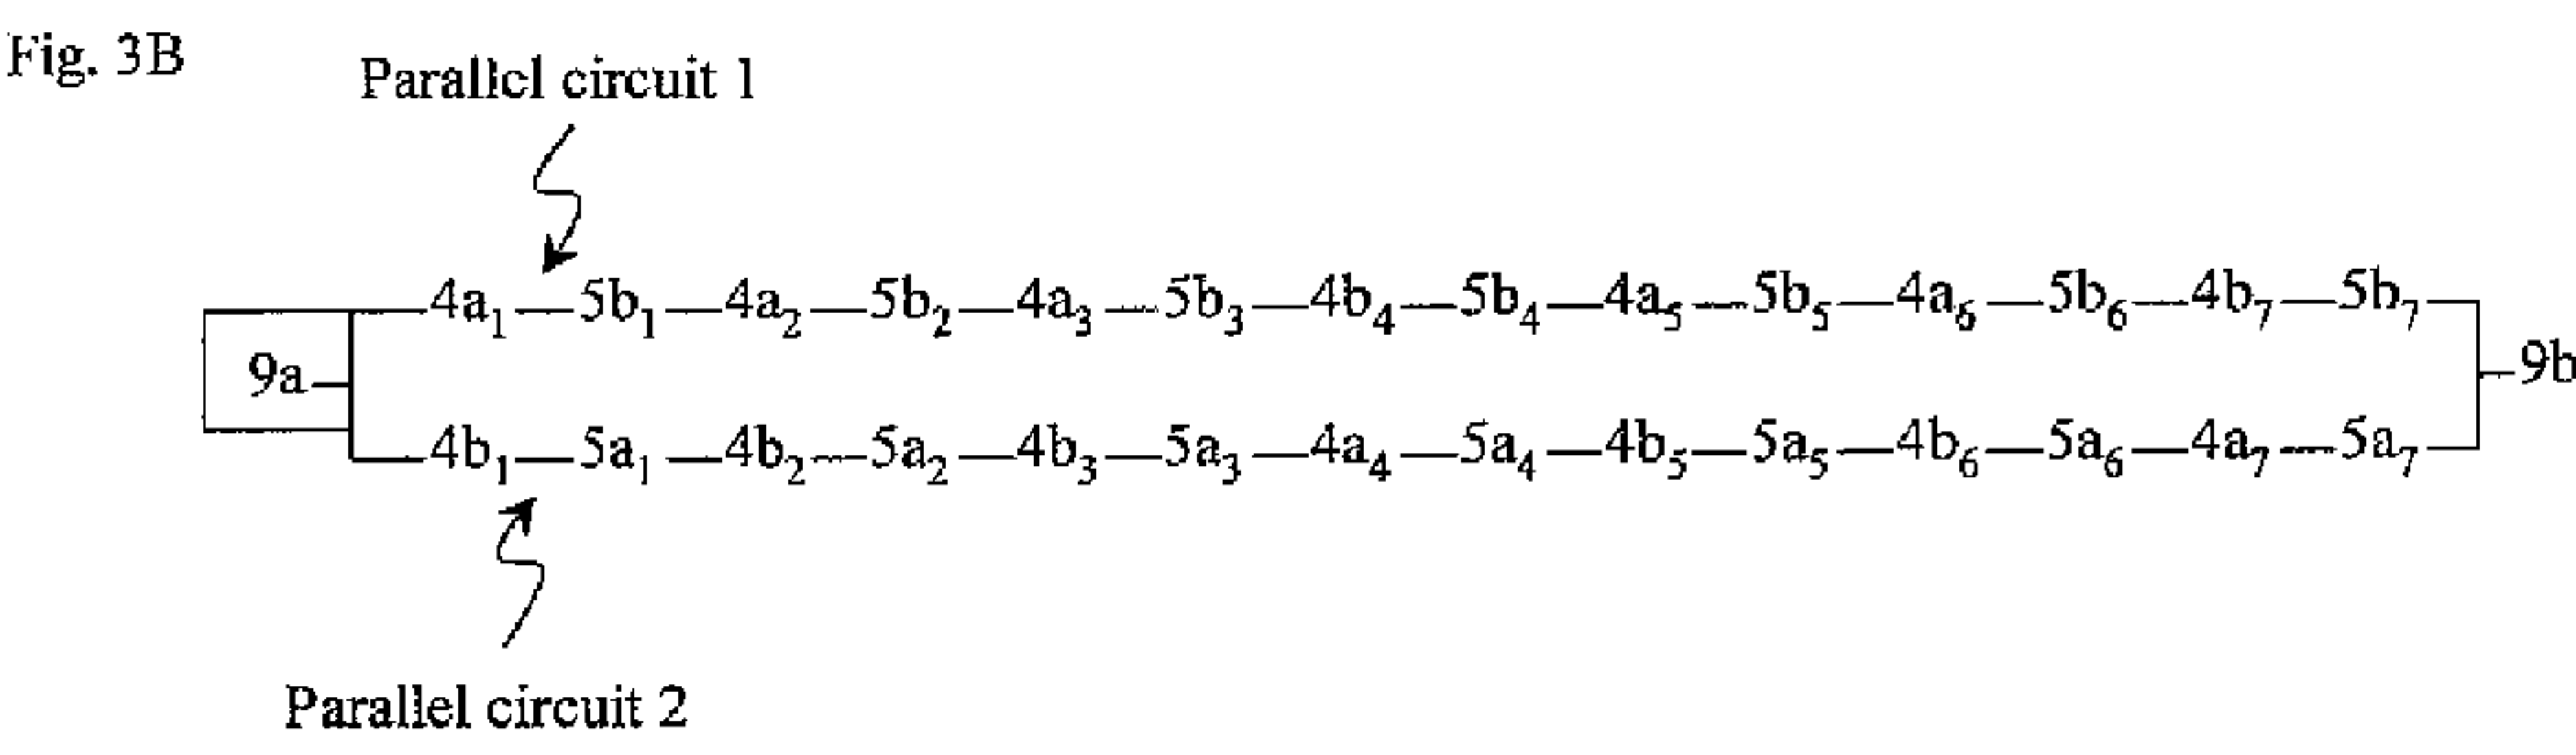 Fig. 3B
Parallel circuit 1
4a₁—5b₁—4a₂—5b₂—4a₃—5b₃—4b₄—5b₄—4a₅—5b₅—4a₆—5b₆—4b₇—5b₇
9a 9b
4b₁—5a₁—4b₂—5a₂—4b₃—5a₃—4a₄—5a₄—4b₅—5a₅—4b₆—5a₆—4a₇—5a₇
Parallel circuit 2